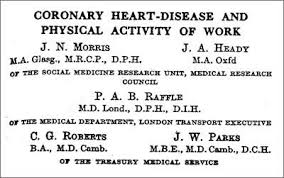 CORONARY HEART-DISEASE AND
PHYSICAL ACTIVITY OF WORK
J. N. MORRIS J. A. HEADY
M.A. Glasg., M.R.C.P., D.P.H. M.A. Oxfd
OF THE SOCIAL MEDICINE RESEARCH UNIT, MEDICAL RESEARCH
COUNCIL
P. A. B. RAFFLE
M.D. Lond., D.P.H., D.I.H.
OF THE MEDICAL DEPARTMENT, LONDON TRANSPORT EXECUTIVE
C. G. ROBERTS J. W. PARKS
B.A., M.D. Camb. M.B.E., M.D. Camb., D.C.H.
OF THE TREASURY MEDICAL SERVICE